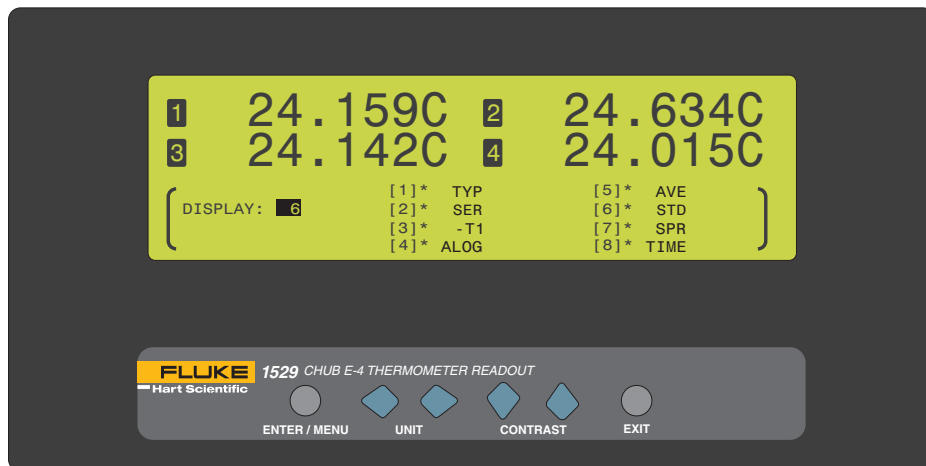 1 24.159C 2 24.634C
3 24.142C 4 24.015C
DISPLAY: 6
[1]* TYP [5]* AVE
[2]* SER [6]* STD
[3]* -T1 [7]* SPR
[4]* ALOG [8]* TIME
FLUKE
Hart Scientific
1529 CHUB E-4 THERMOMETER READOUT
ENTER / MENU UNIT CONTRAST EXIT